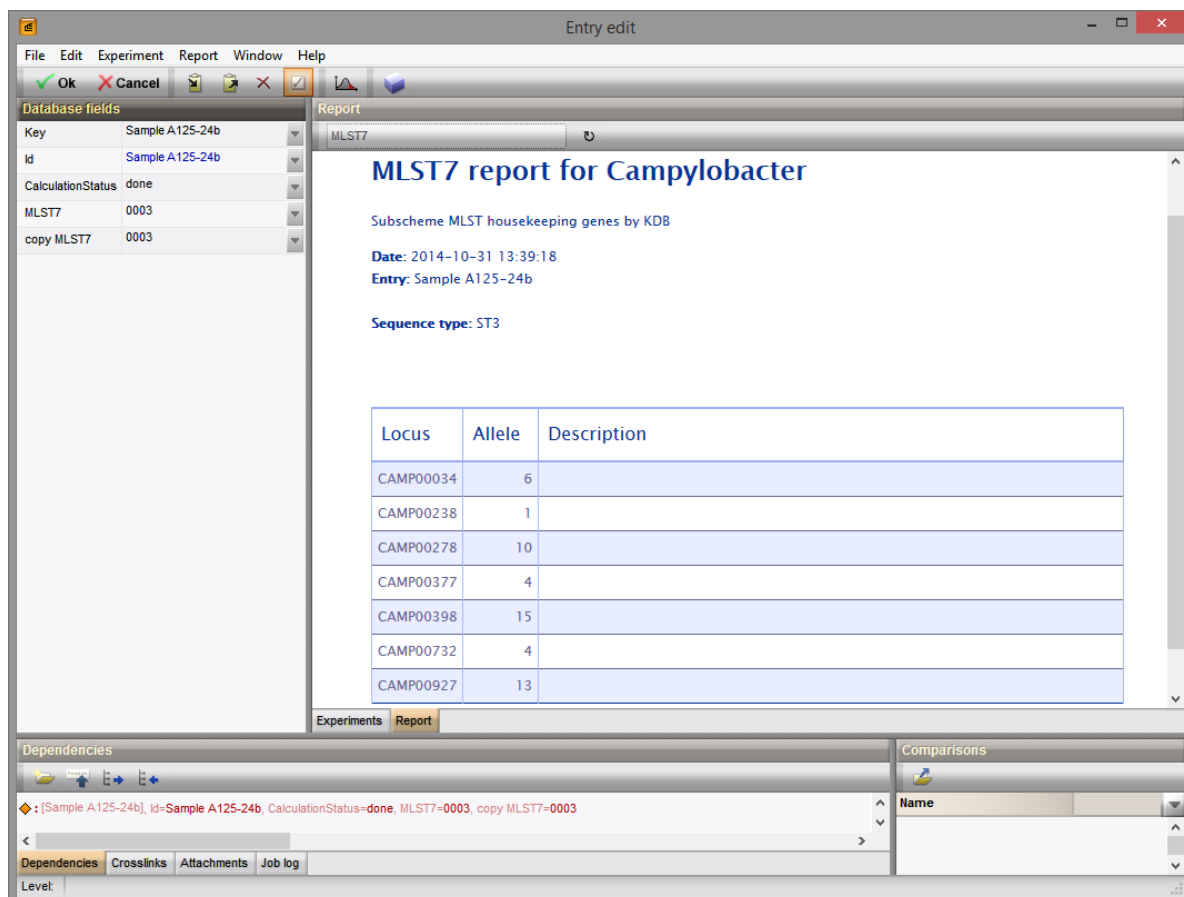 Entry edit
File Edit Experiment Report Window Help
Ok Cancel
Database fields
Key Sample A125-24b
Id Sample A125-24b
CalculationStatus done
MLST7 0003
copy MLST7 0003
Report
MLST7
MLST7 report for Campylobacter
Subscheme MLST housekeeping genes by KDB
Date: 2014-10-31 13:39:18
Entry: Sample A125-24b
Sequence type: ST3
Locus Allele Description
CAMP00034 6
CAMP00238 1
CAMP00278 10
CAMP00377 4
CAMP00398 15
CAMP00732 4
CAMP00927 13
Experiments Report
Dependencies
: [Sample A125-24b], Id=Sample A125-24b, CalculationStatus=done, MLST7=0003, copy MLST7=0003
Dependencies Crosslinks Attachments Job log
Comparisons
Name
Level: